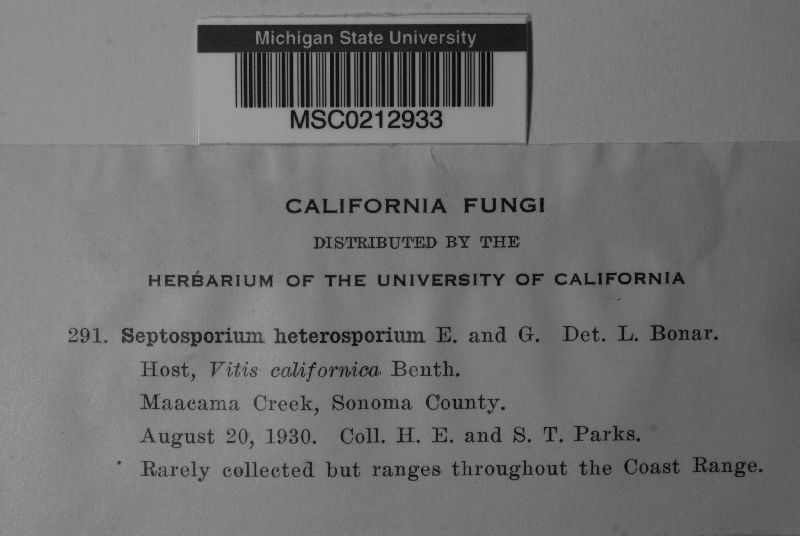 Michigan State University
MSC0212933
CALIFORNIA FUNGI
DISTRIBUTED BY THE
HERBARIUM OF THE UNIVERSITY OF CALIFORNIA
291. Septosporium heterosporium E. and G. Det. L. Bonar.
Host, Vitis californica Benth.
Maacama Creek, Sonoma County.
August 20, 1930. Coll. H. E. and S. T. Parks.
Rarely collected but ranges throughout the Coast Range.